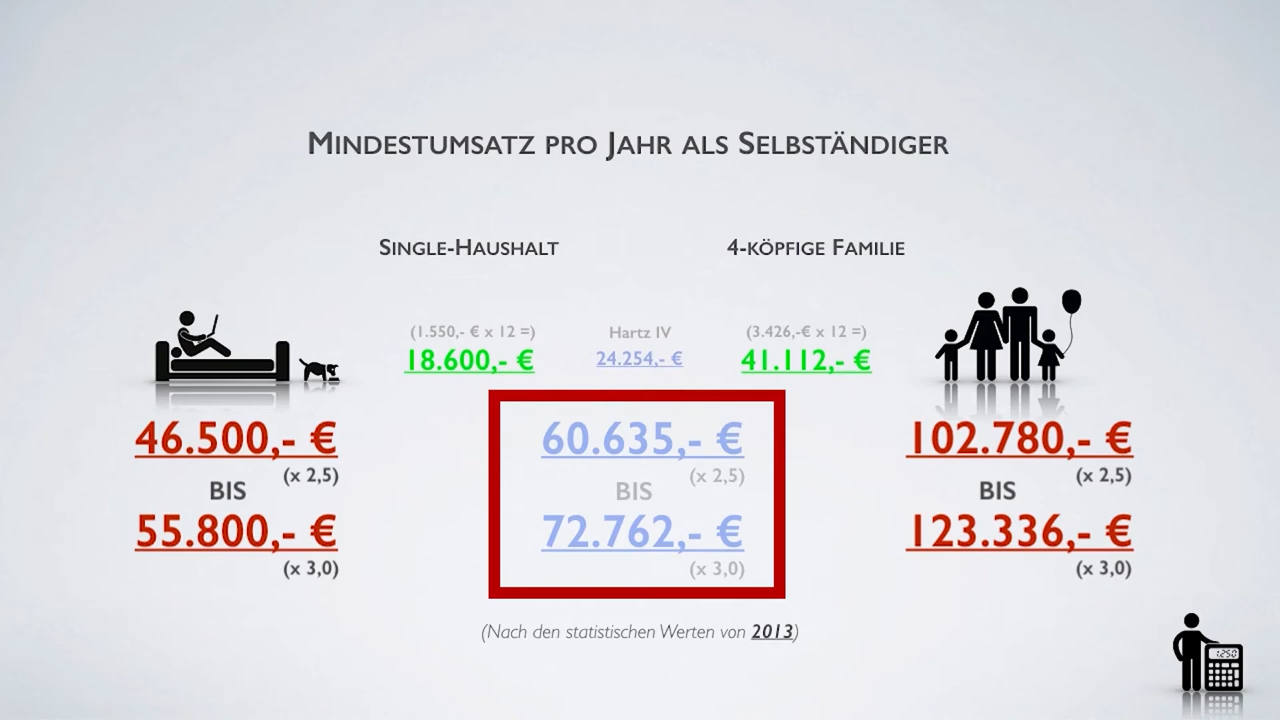 Mindestumsatz pro Jahr als Selbständiger
Single-Haushalt
4-köpfige Familie
(1.550,- € x 12 =)
Hartz IV
(3.426,-€ x 12 =)
18.600,- €
24.254,- €
41.112,- €
46.500,- €
60.635,- €
102.780,- €
(x 2,5)
(x 2,5)
(x 2,5)
BIS
BIS
BIS
55.800,- €
72.762,- €
123.336,- €
(x 3,0)
(x 3,0)
(x 3,0)
(Nach den statistischen Werten von 2013)
1,250